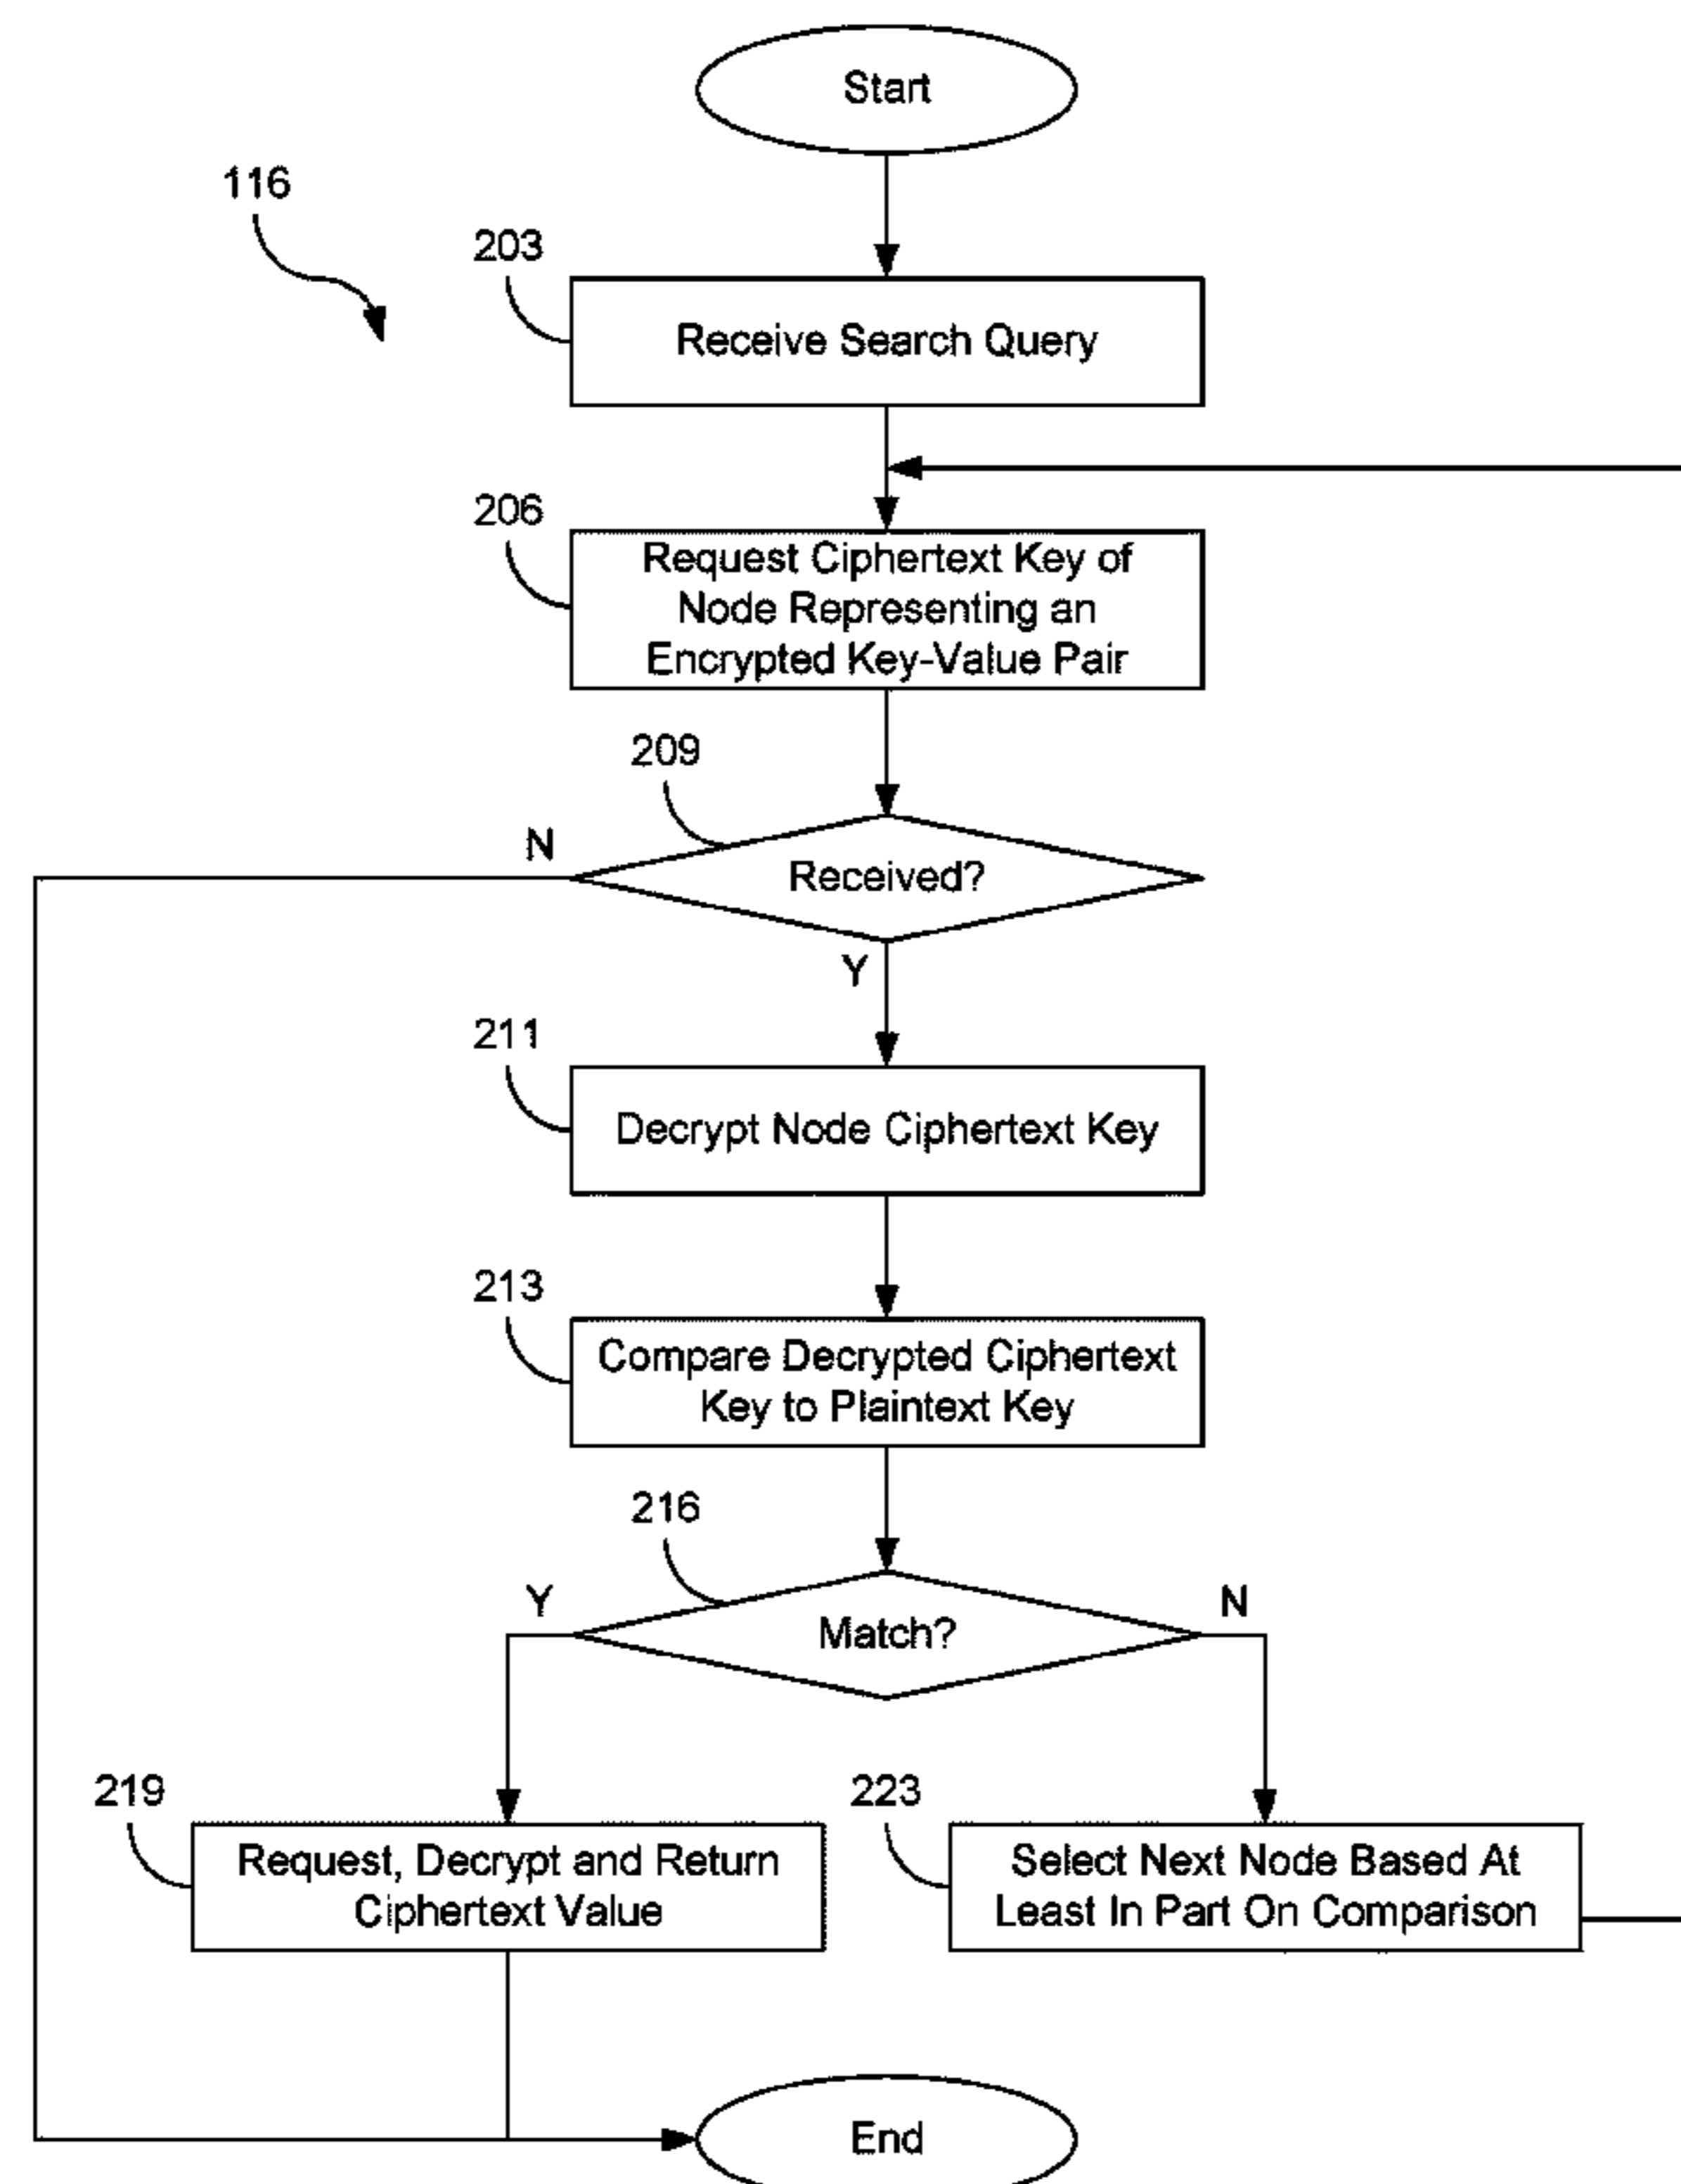 Start
116
203
Receive Search Query
206
Request Ciphertext Key of
Node Representing an
Encrypted Key-Value Pair
209
N
Received?
Y
211
Decrypt Node Ciphertext Key
213
Compare Decrypted Ciphertext
Key to Plaintext Key
216
Y
Match?
N
219
Request, Decrypt and Return
Ciphertext Value
223
Select Next Node Based At
Least In Part On Comparison
End